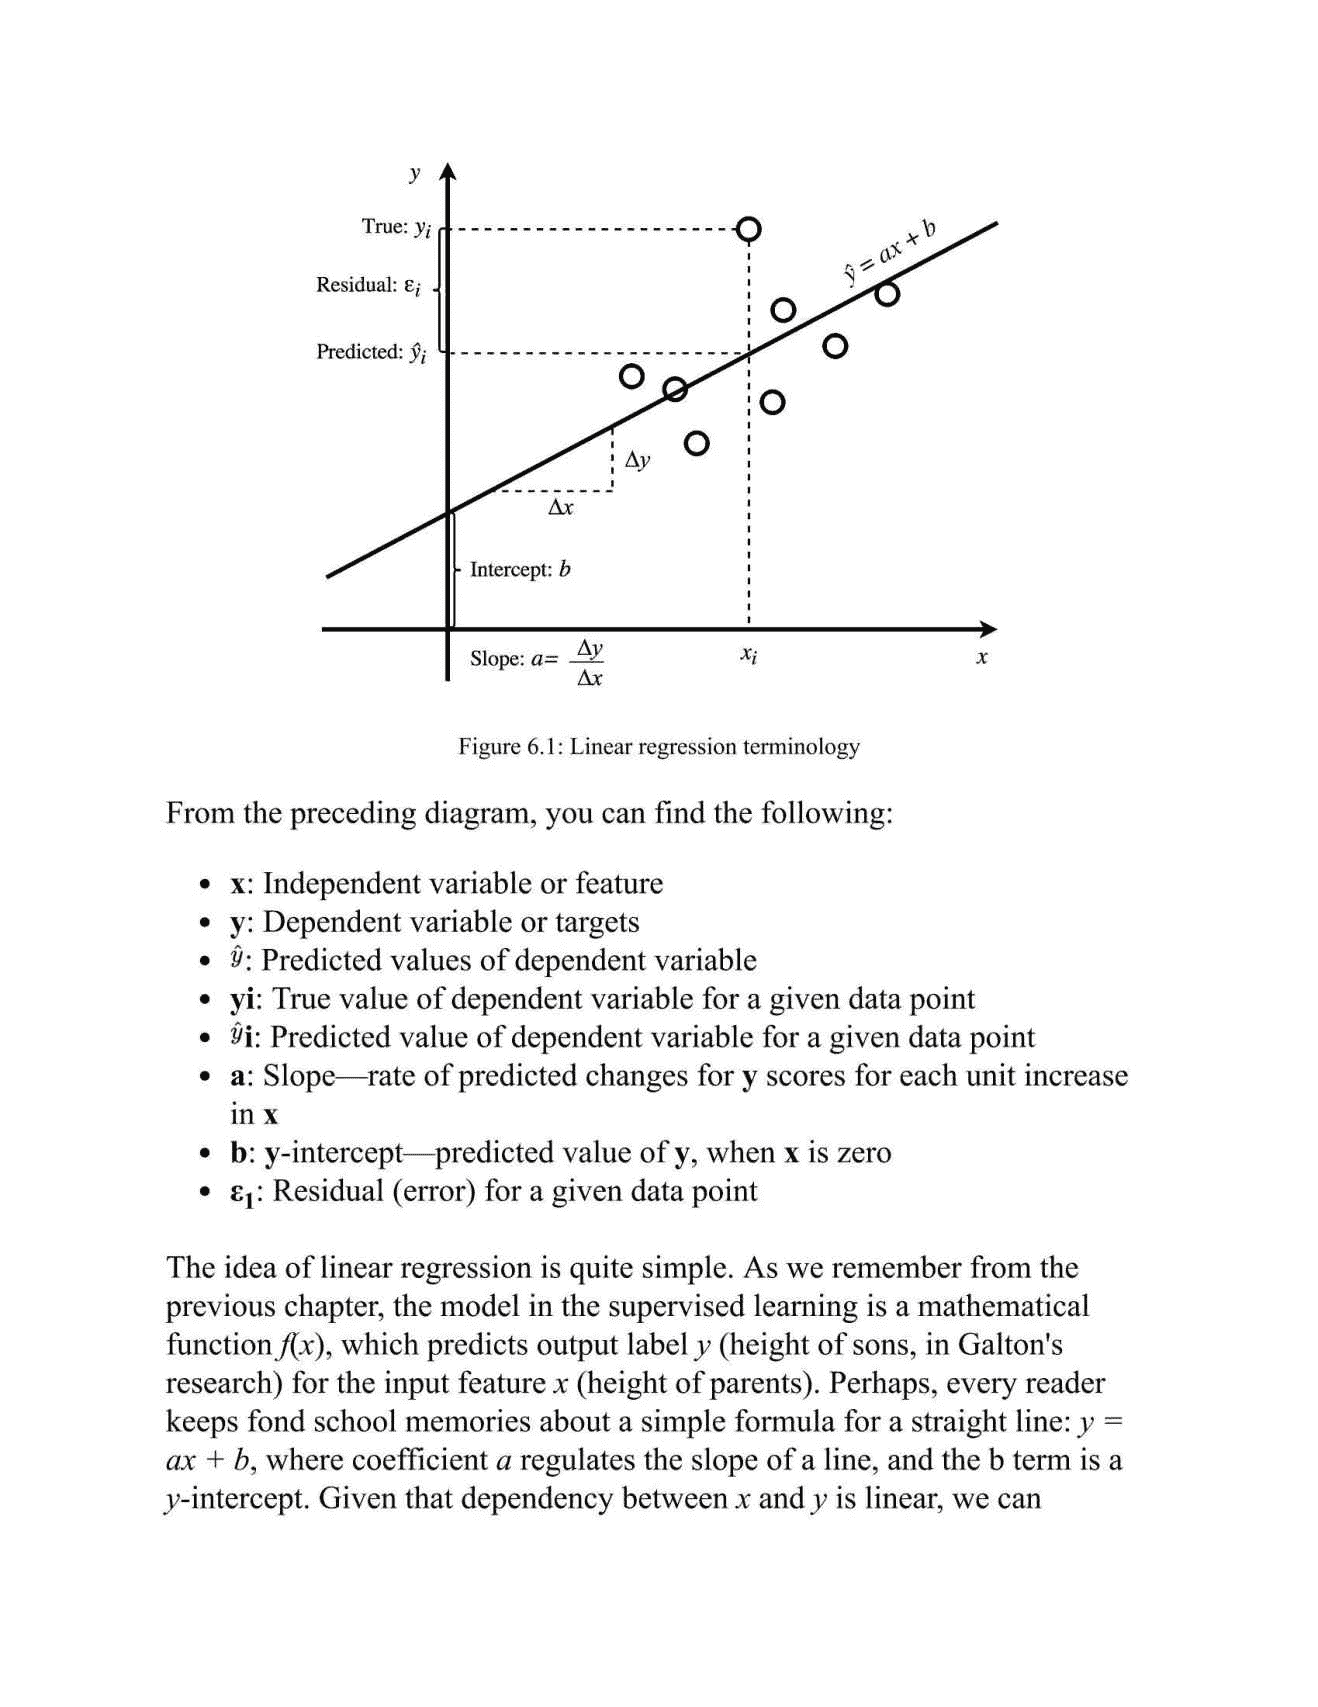 y
True: yᵢ
ŷ = ax + b
Residual: εᵢ
Predicted: ŷᵢ
Δy
Δx
Intercept: b
Slope: a= Δy/Δx
xᵢ
x
Figure 6.1: Linear regression terminology
From the preceding diagram, you can find the following:
• x: Independent variable or feature
• y: Dependent variable or targets
• ŷ: Predicted values of dependent variable
• yi: True value of dependent variable for a given data point
• ŷi: Predicted value of dependent variable for a given data point
• a: Slope—rate of predicted changes for y scores for each unit increase
in x
• b: y-intercept—predicted value of y, when x is zero
• ε₁: Residual (error) for a given data point
The idea of linear regression is quite simple. As we remember from the
previous chapter, the model in the supervised learning is a mathematical
function f(x), which predicts output label y (height of sons, in Galton's
research) for the input feature x (height of parents). Perhaps, every reader
keeps fond school memories about a simple formula for a straight line: y =
ax + b, where coefficient a regulates the slope of a line, and the b term is a
y-intercept. Given that dependency between x and y is linear, we can